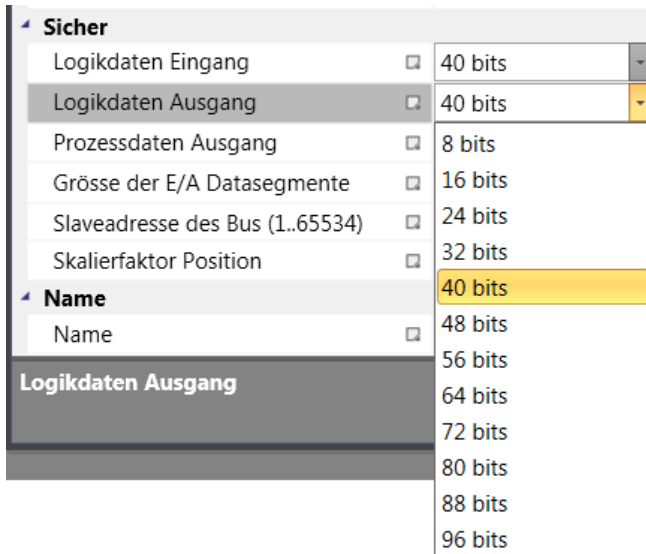 Sicher
Logikdaten Eingang 40 bits
Logikdaten Ausgang 40 bits
Prozessdaten Ausgang 8 bits
Grösse der E/A Datasegmente 16 bits
Slaveadresse des Bus (1..65534) 24 bits
Skalierfaktor Position 32 bits
Name 40 bits
Name 48 bits
56 bits
Logikdaten Ausgang 64 bits
72 bits
80 bits
88 bits
96 bits